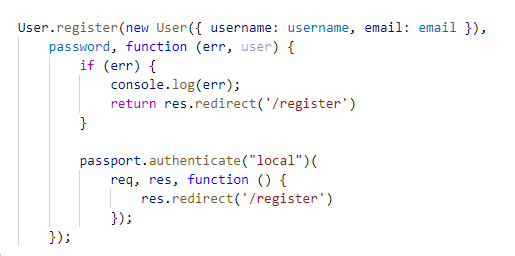 User.register(new User({ username: username, email: email }),
password, function (err, user) {
if (err) {
console.log(err);
return res.redirect('/register')
}
passport.authenticate("local")(
req, res, function () {
res.redirect('/register')
});
});